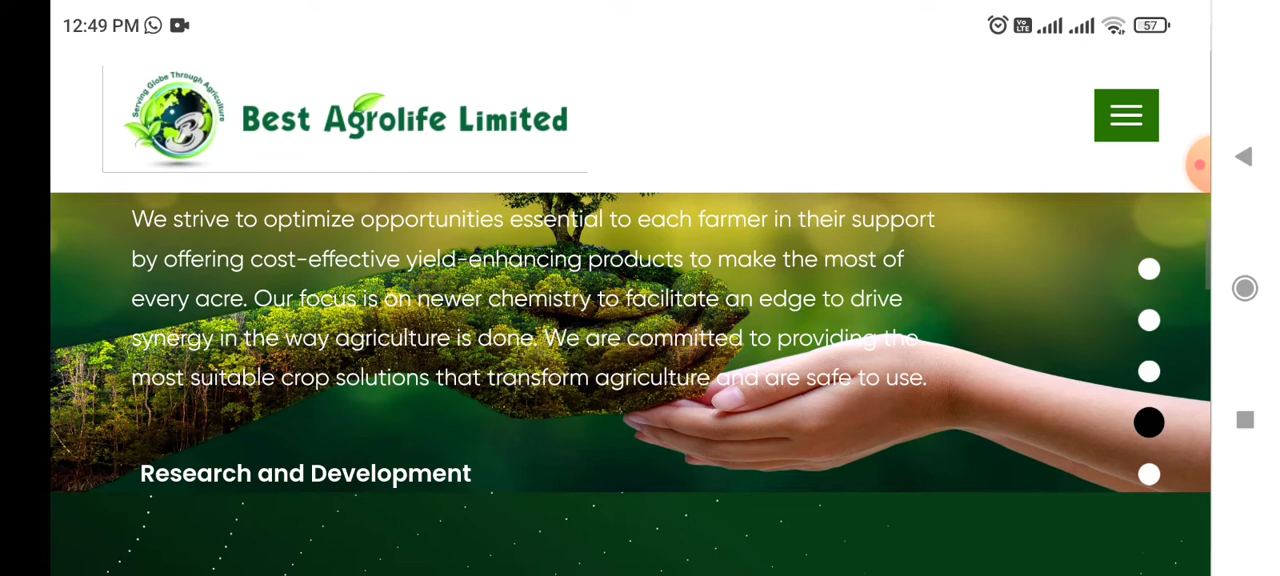 12:49 PM
Vo LTE
57
Serving Globe Through Agriculture
B
Best Agrolife Limited
We strive to optimize opportunities essential to each farmer in their support
by offering cost-effective yield-enhancing products to make the most of
every acre. Our focus is on newer chemistry to facilitate an edge to drive
synergy in the way agriculture is done. We are committed to providing the
most suitable crop solutions that transform agriculture and are safe to use.
Research and Development